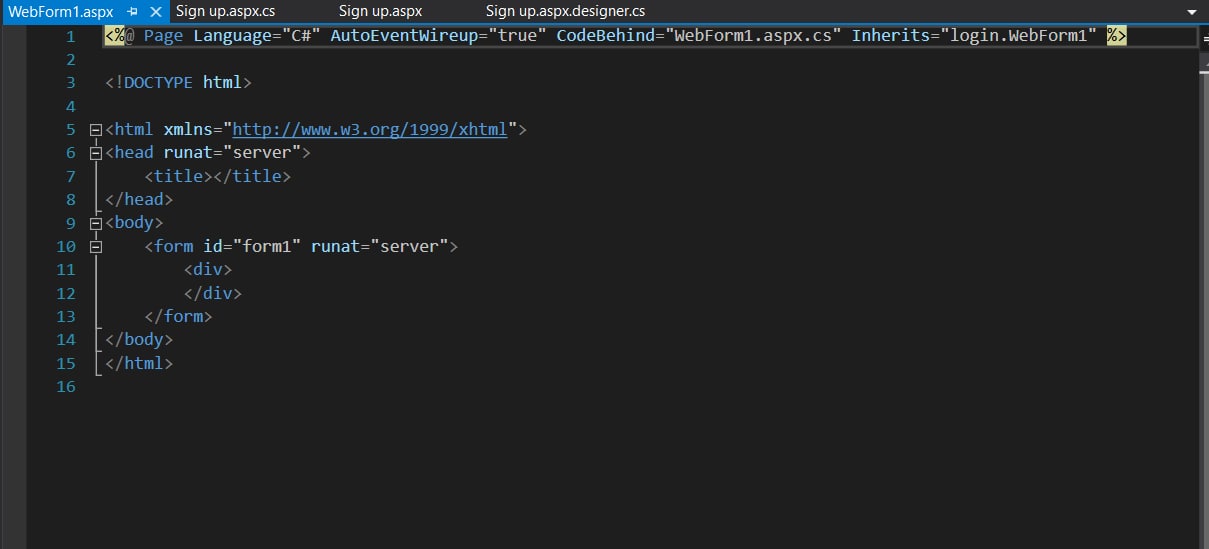 WebForm1.aspx Sign up.aspx.cs Sign up.aspx Sign up.aspx.designer.cs
1 <%@ Page Language="C#" AutoEventWireup="true" CodeBehind="WebForm1.aspx.cs" Inherits="login.WebForm1" %>
2
3 <!DOCTYPE html>
4
5 <html xmlns="http://www.w3.org/1999/xhtml">
6 <head runat="server">
7     <title></title>
8 </head>
9 <body>
10     <form id="form1" runat="server">
11         <div>
12         </div>
13     </form>
14 </body>
15 </html>
16